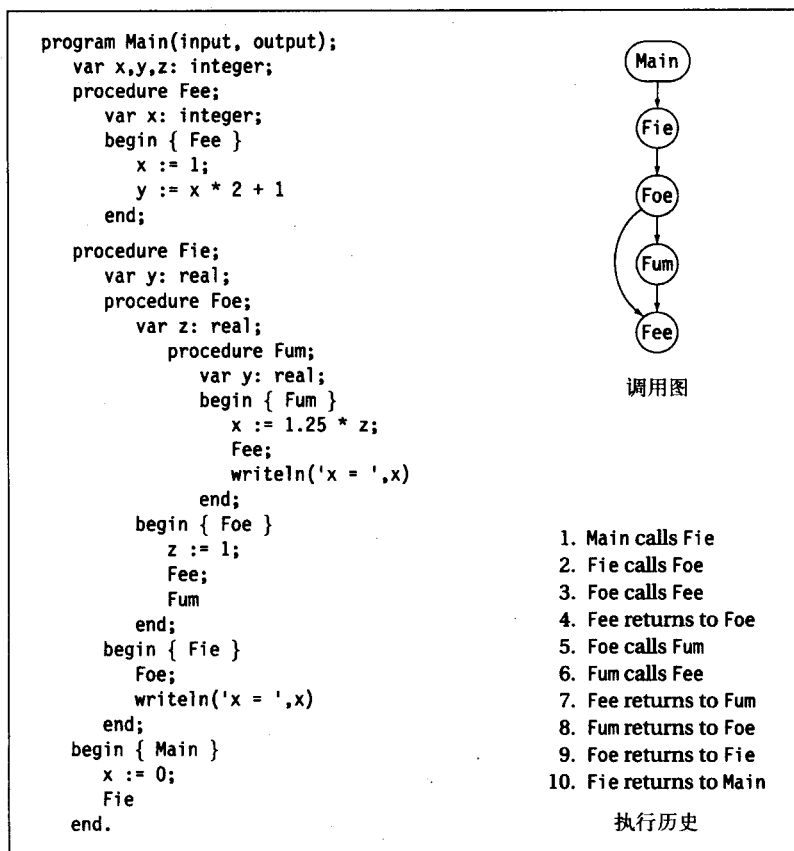 program Main(input, output);
var x,y,z: integer;
procedure Fee;
var x: integer;
begin { Fee }
x := 1;
y := x * 2 + 1
end;
procedure Fie;
var y: real;
procedure Foe;
var z: real;
procedure Fum;
var y: real;
begin { Fum }
x := 1.25 * z;
Fee;
writeln('x = ',x)
end;
begin { Foe }
z := 1;
Fee;
Fum
end;
begin { Fie }
Foe;
writeln('x = ',x)
end;
begin { Main }
x := 0;
Fie
end.
Main
Fie
Foe
Fum
Fee
调用图
1. Main calls Fie
2. Fie calls Foe
3. Foe calls Fee
4. Fee returns to Foe
5. Foe calls Fum
6. Fum calls Fee
7. Fee returns to Fum
8. Fum returns to Foe
9. Foe returns to Fie
10. Fie returns to Main
执行历史